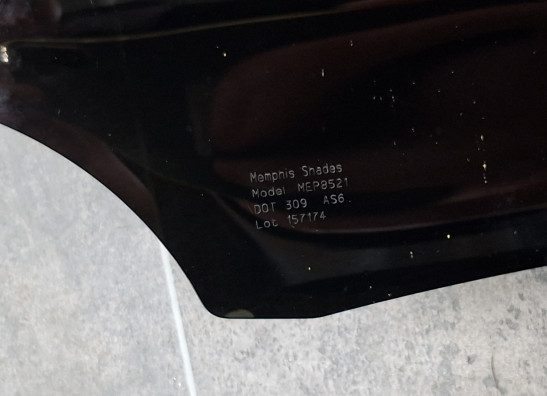 Memphis Shades
Model MEP8521
DOT 309 AS6
Lot 157174